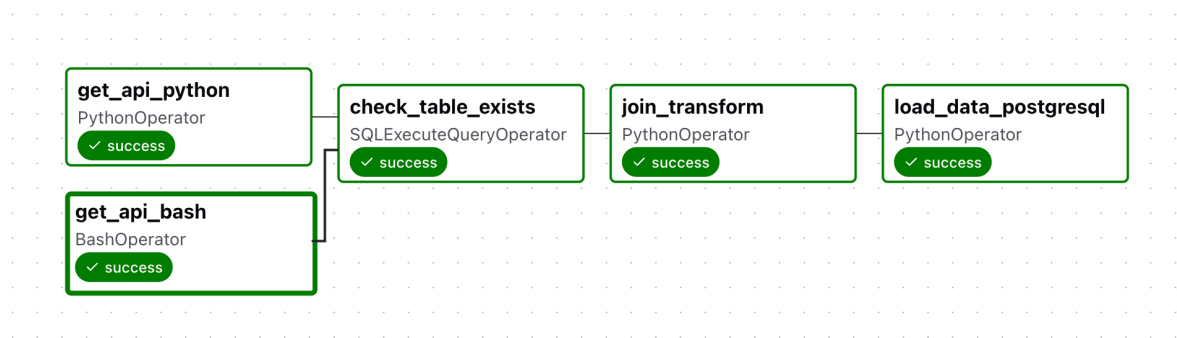 get_api_python
PythonOperator
success
get_api_bash
BashOperator
success
check_table_exists
SQLExecuteQueryOperator
success
join_transform
PythonOperator
success
load_data_postgresql
PythonOperator
success